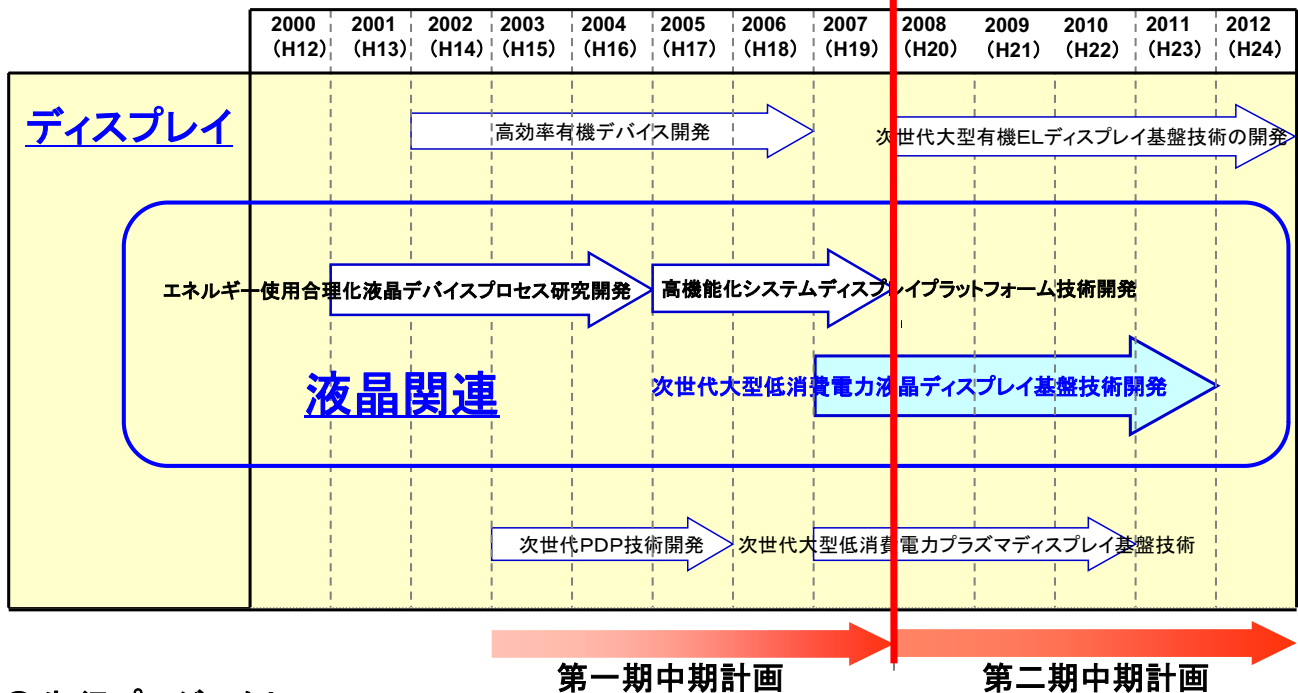 2000 2001 2002 2003 2004 2005 2006 2007 2008 2009 2010 2011 2012
(H12) (H13) (H14) (H15) (H16) (H17) (H18) (H19) (H20) (H21) (H22) (H23) (H24)
ディスプレイ
高効率有機デバイス開発
次世代大型有機ELディスプレイ基盤技術の開発
エネルギー使用合理化液晶デバイスプロセス研究開発
高機能化システムディスプレイプラットフォーム技術開発
液晶関連
次世代大型低消費電力液晶ディスプレイ基盤技術開発
次世代PDP技術開発
次世代大型低消費電力プラズマディスプレイ基盤技術
第一期中期計画
第二期中期計画